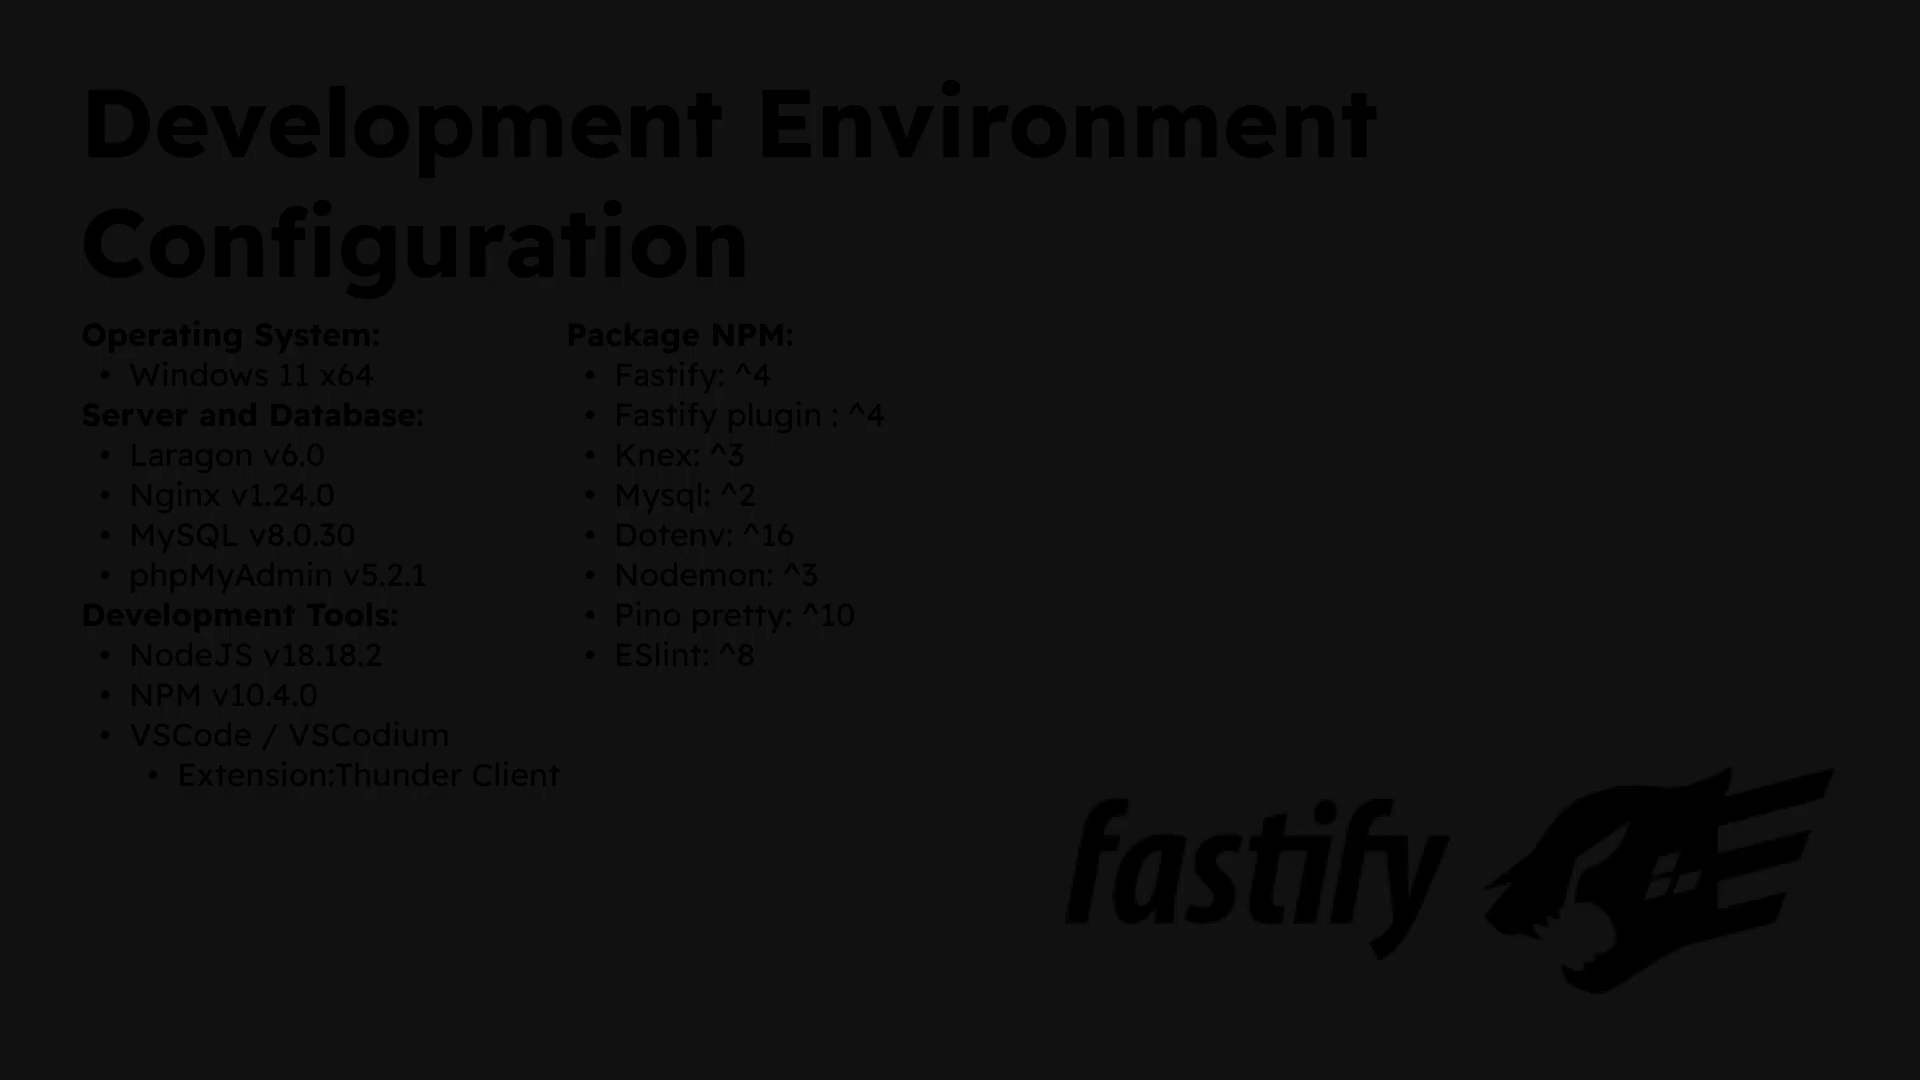 Development Environment
Configuration
Operating System:
• Windows 11 x64
Server and Database:
• Laragon v6.0
• Nginx v1.24.0
• MySQL v8.0.30
• phpMyAdmin v5.2.1
Development Tools:
• NodeJS v18.18.2
• NPM v10.4.0
• VSCode / VSCodium
• Extension:Thunder Client
Package NPM:
• Fastify: ^4
• Fastify plugin : ^4
• Knex: ^3
• Mysql: ^2
• Dotenv: ^16
• Nodemon: ^3
• Pino pretty: ^10
• ESlint: ^8
fastify